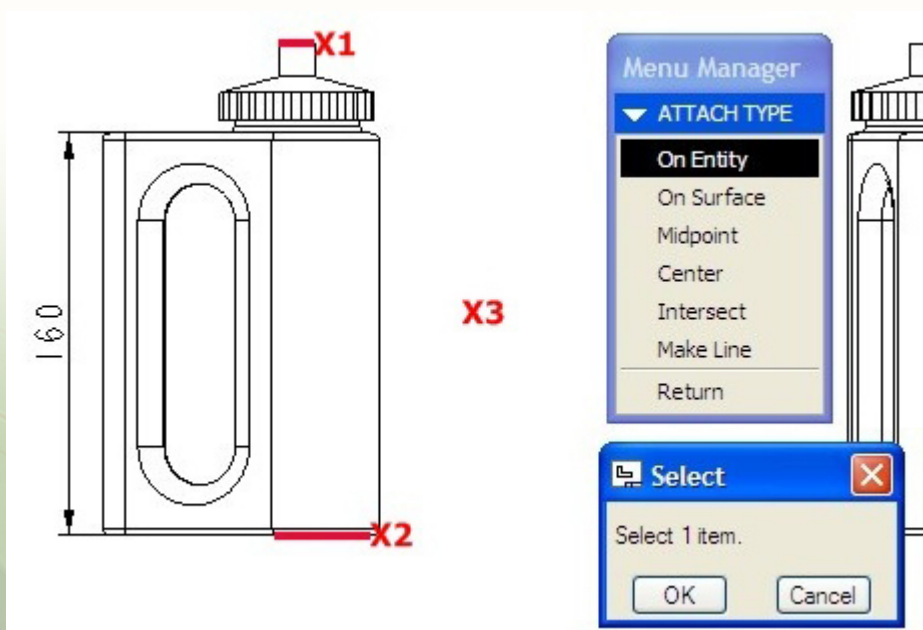 X1
160
X3
X2
Menu Manager
ATTACH TYPE
On Entity
On Surface
Midpoint
Center
Intersect
Make Line
Return
Select
Select 1 item.
OK
Cancel